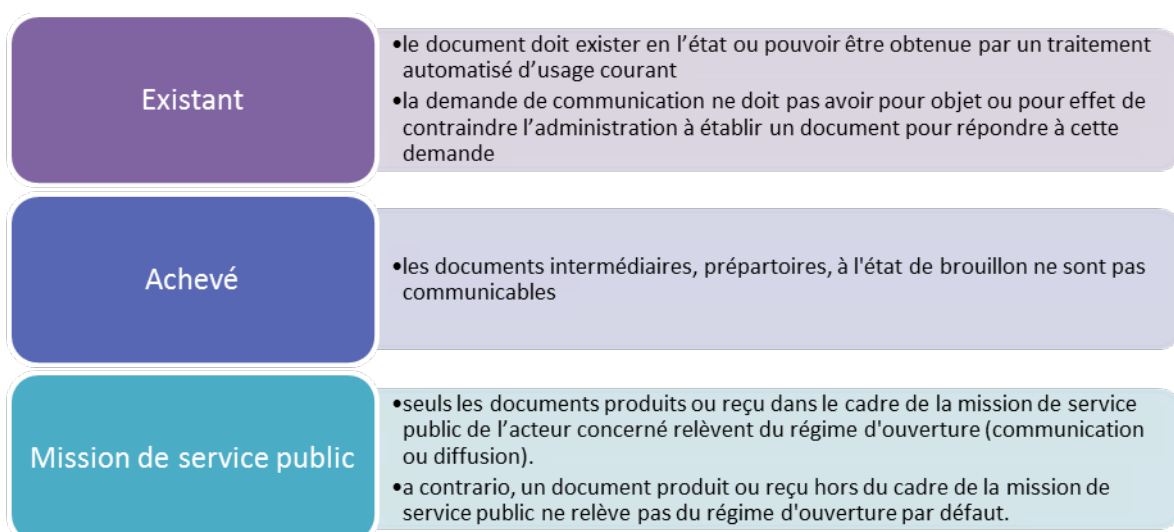 Existant
•le document doit exister en l’état ou pouvoir être obtenue par un traitement
automatisé d’usage courant
•la demande de communication ne doit pas avoir pour objet ou pour effet de
contraindre l’administration à établir un document pour répondre à cette
demande
Achevé
•les documents intermédiaires, prépartoires, à l'état de brouillon ne sont pas
communicables
Mission de service public
•seuls les documents produits ou reçu dans le cadre de la mission de service
public de l’acteur concerné relèvent du régime d'ouverture (communication
ou diffusion).
•a contrario, un document produit ou reçu hors du cadre de la mission de
service public ne relève pas du régime d'ouverture par défaut.